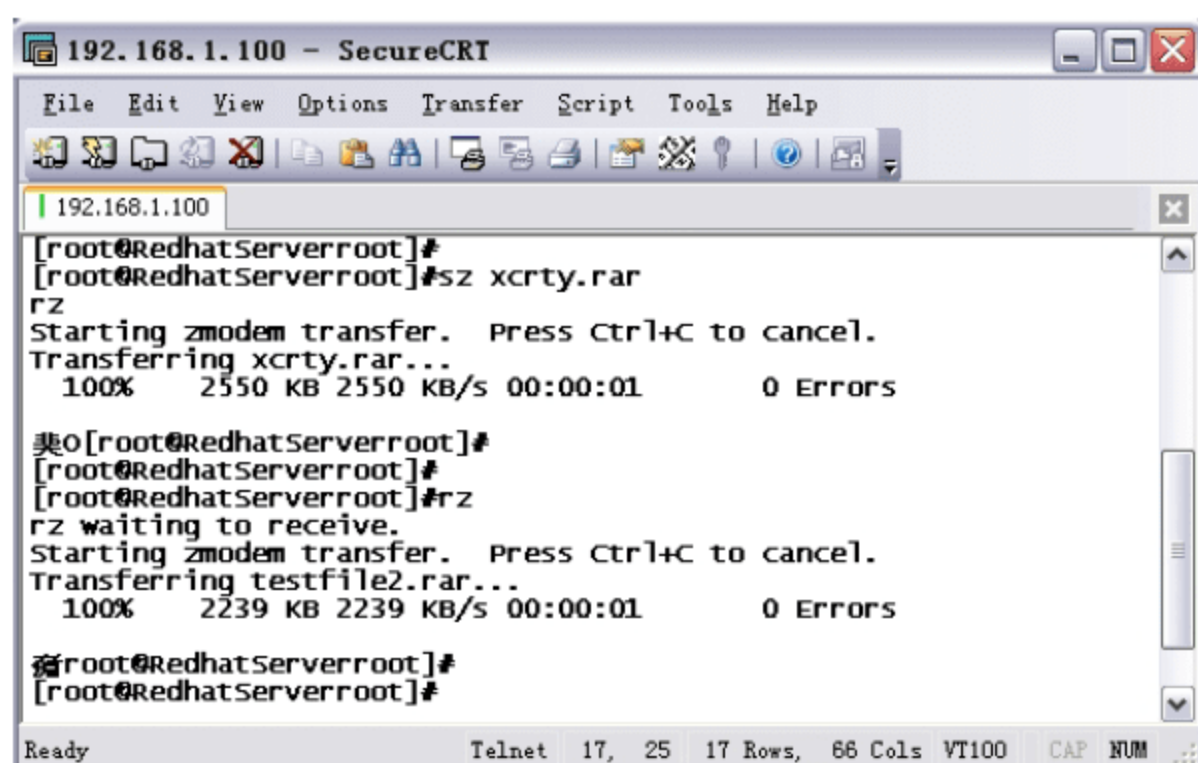 192.168.1.100 - SecureCRT
File Edit View Options Transfer Script Tools Help
192.168.1.100
[root@RedhatServerroot]#
[root@RedhatServerroot]#sz xcrty.rar
rz
Starting zmodem transfer.  Press Ctrl+C to cancel.
Transferring xcrty.rar...
  100%    2550 KB 2550 KB/s 00:00:01       0 Errors
O[root@RedhatServerroot]#
[root@RedhatServerroot]#
[root@RedhatServerroot]#rz
rz waiting to receive.
Starting zmodem transfer.  Press Ctrl+C to cancel.
Transferring testfile2.rar...
  100%    2239 KB 2239 KB/s 00:00:01       0 Errors
root@RedhatServerroot]#
[root@RedhatServerroot]#
Ready Telnet 17, 25 17 Rows, 66 Cols VT100 CAP NUM